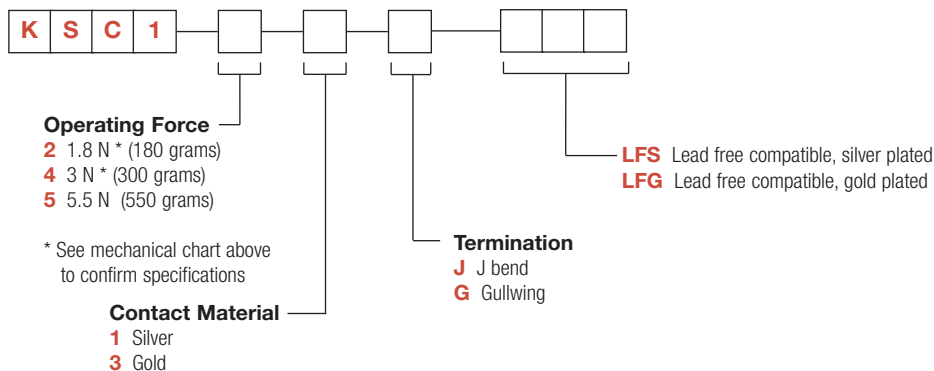 K S C 1
Operating Force
2 1.8 N * (180 grams)
4 3 N * (300 grams)
5 5.5 N (550 grams)
* See mechanical chart above
to confirm specifications
Contact Material
1 Silver
3 Gold
Termination
J J bend
G Gullwing
LFS Lead free compatible, silver plated
LFG Lead free compatible, gold plated